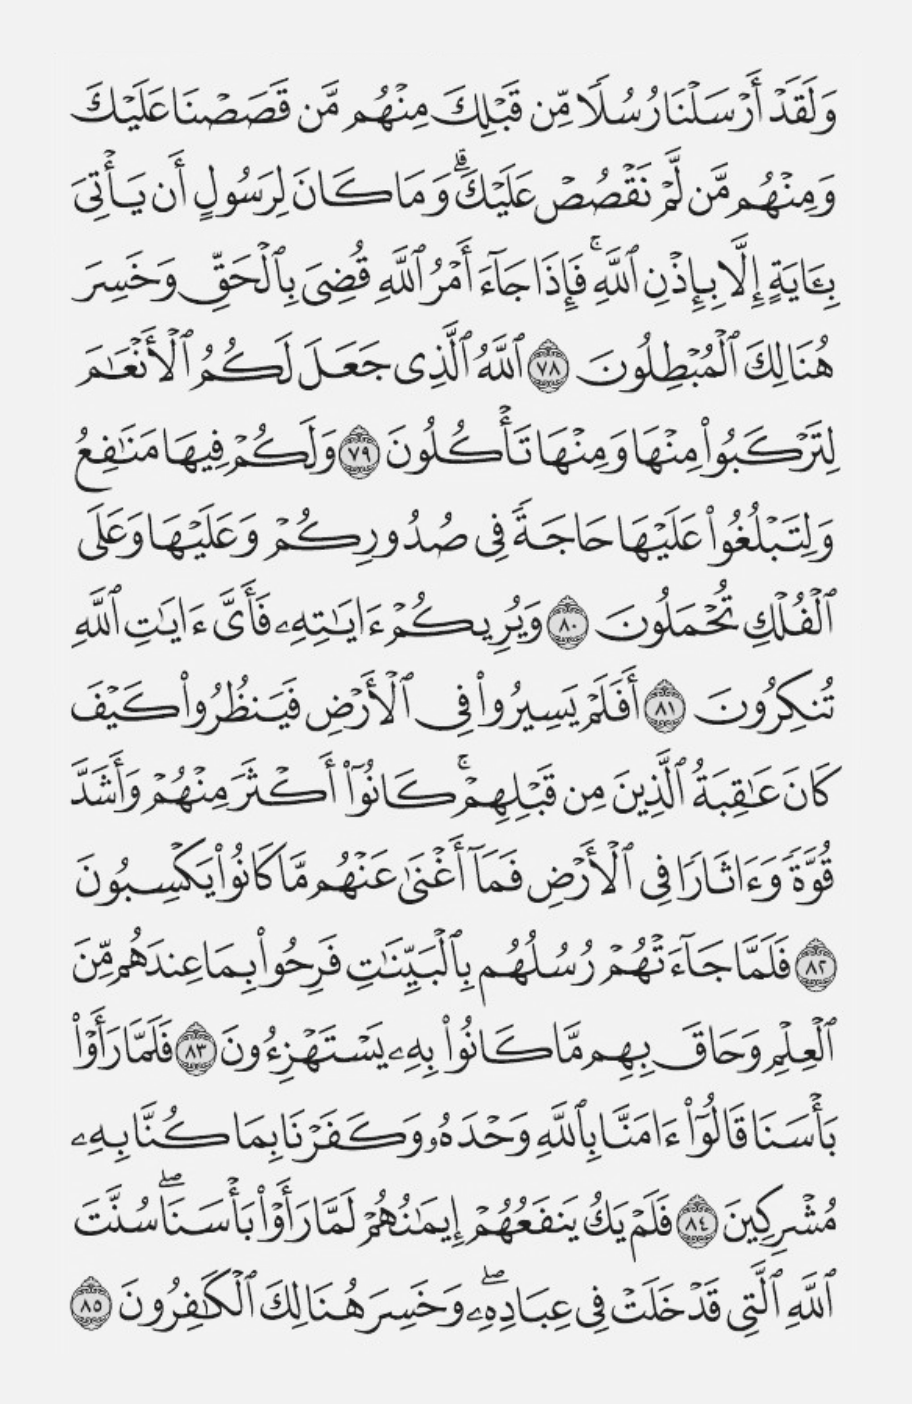 وَلَقَدْ أَرْسَلْنَا رُسُلًا مِّن قَبْلِكَ مِنْهُم مَّن قَصَصْنَا عَلَيْكَ
وَمِنْهُم مَّن لَّمْ نَقْصُصْ عَلَيْكَ ۗ وَمَا كَانَ لِرَسُولٍ أَن يَأْتِىَ
بِـَٔايَةٍ إِلَّا بِإِذْنِ ٱللَّهِ ۚ فَإِذَا جَآءَ أَمْرُ ٱللَّهِ قُضِىَ بِٱلْحَقِّ وَخَسِرَ
هُنَالِكَ ٱلْمُبْطِلُونَ ٧٨ ٱللَّهُ ٱلَّذِى جَعَلَ لَكُمُ ٱلْأَنْعَـٰمَ
لِتَرْكَبُوا۟ مِنْهَا وَمِنْهَا تَأْكُلُونَ ٧٩ وَلَكُمْ فِيهَا مَنَـٰفِعُ
وَلِتَبْلُغُوا۟ عَلَيْهَا حَاجَةً فِى صُدُورِكُمْ وَعَلَيْهَا وَعَلَى
ٱلْفُلْكِ تُحْمَلُونَ ٨٠ وَيُرِيكُمْ ءَايَـٰتِهِۦ فَأَىَّ ءَايَـٰتِ ٱللَّهِ
تُنكِرُونَ ٨١ أَفَلَمْ يَسِيرُوا۟ فِى ٱلْأَرْضِ فَيَنظُرُوا۟ كَيْفَ
كَانَ عَـٰقِبَةُ ٱلَّذِينَ مِن قَبْلِهِمْ ۚ كَانُوٓا۟ أَكْثَرَ مِنْهُمْ وَأَشَدَّ
قُوَّةً وَءَاثَارًا فِى ٱلْأَرْضِ فَمَآ أَغْنَىٰ عَنْهُم مَّا كَانُوا۟ يَكْسِبُونَ
٨٢ فَلَمَّا جَآءَتْهُمْ رُسُلُهُم بِٱلْبَيِّنَـٰتِ فَرِحُوا۟ بِمَا عِندَهُم مِّنَ
ٱلْعِلْمِ وَحَاقَ بِهِم مَّا كَانُوا۟ بِهِۦ يَسْتَهْزِءُونَ ٨٣ فَلَمَّا رَأَوْا۟
بَأْسَنَا قَالُوٓا۟ ءَامَنَّا بِٱللَّهِ وَحْدَهُۥ وَكَفَرْنَا بِمَا كُنَّا بِهِۦ
مُشْرِكِينَ ٨٤ فَلَمْ يَكُ يَنفَعُهُمْ إِيمَـٰنُهُمْ لَمَّا رَأَوْا۟ بَأْسَنَا ۖ سُنَّتَ
ٱللَّهِ ٱلَّتِى قَدْ خَلَتْ فِى عِبَادِهِۦ ۖ وَخَسِرَ هُنَالِكَ ٱلْكَـٰفِرُونَ ٨٥